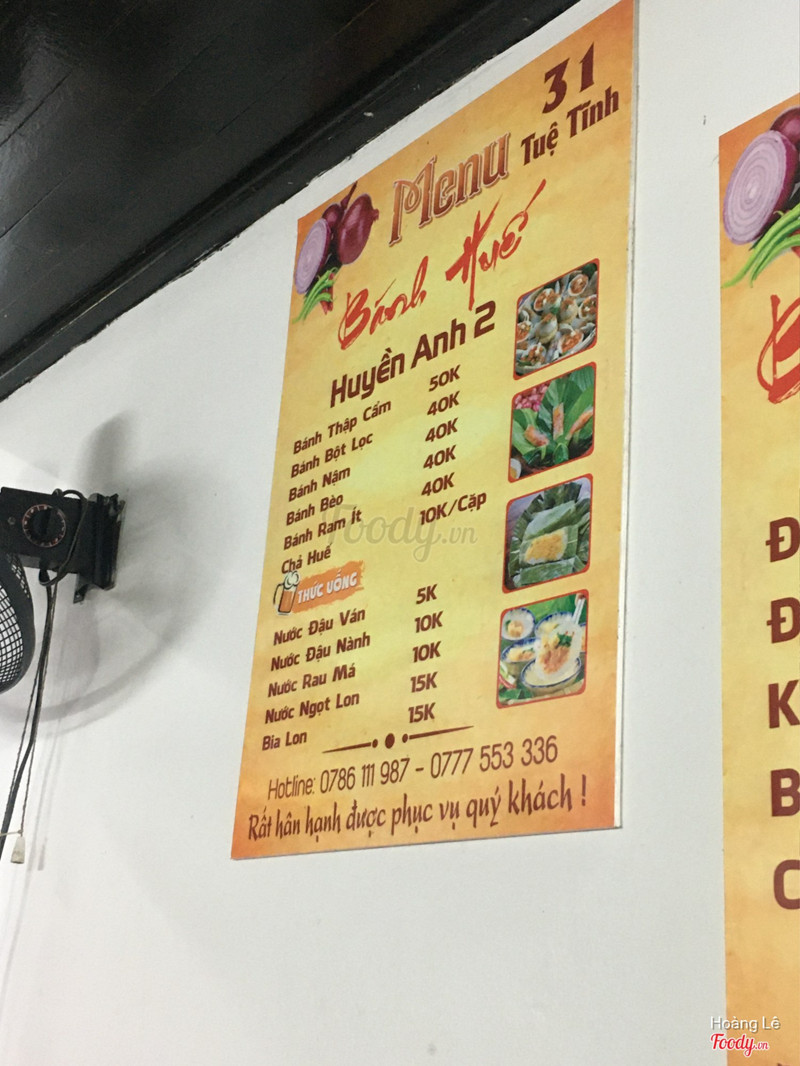 31
Tuệ Tĩnh
Menu
Bánh Huế
Huyền Anh 2
Bánh Thập Cẩm 50K
Bánh Bột Lọc 40K
Bánh Nậm 40K
Bánh Bèo 40K
Bánh Ram Ít 40K
Chả Huế 10K/Cặp
THỨC UỐNG
Nước Đậu Ván 5K
Nước Đậu Nành 10K
Nước Rau Má 10K
Nước Ngọt Lon 15K
Bia Lon 15K
Hotline: 0786 111 987 - 0777 553 336
Rất hân hạnh được phục vụ quý khách !
Foody.vn
B
Đ
Đ
K
B
C
Hoàng Lê
Foody.vn